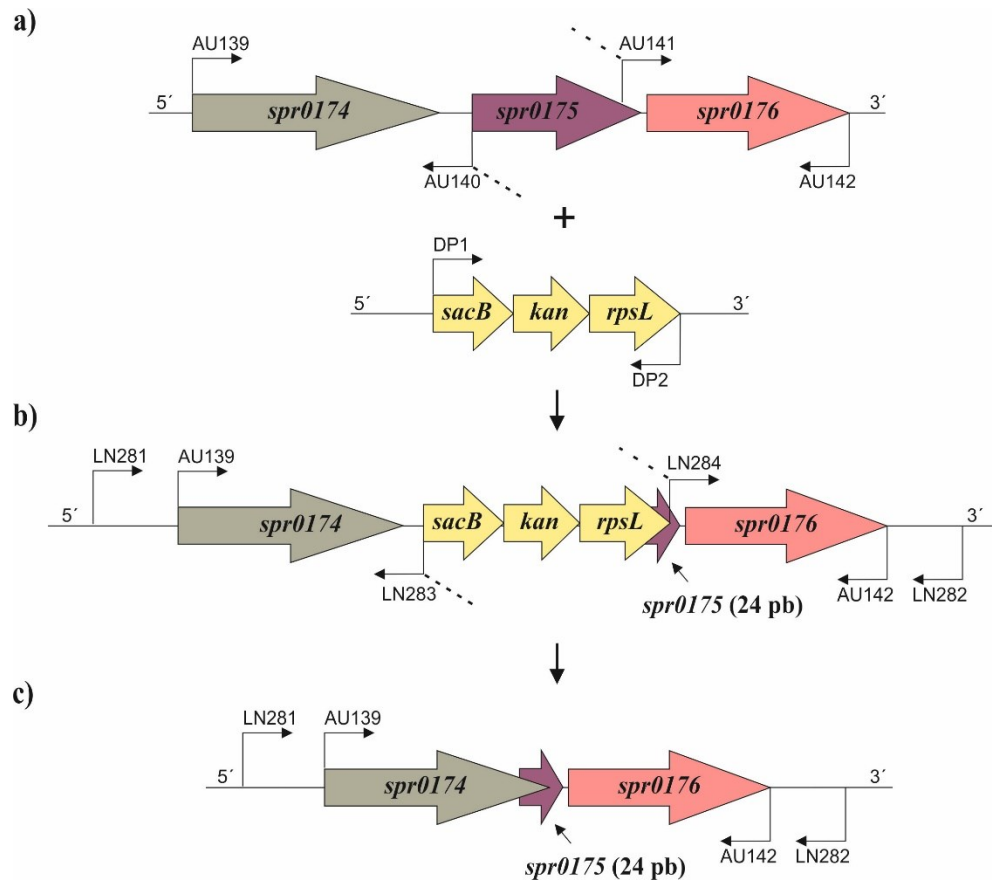 a)
AU139
AU141
5´
spr0174
spr0175
spr0176
3´
AU140
AU142
+
DP1
5´
sacB
kan
rpsL
3´
DP2
b)
LN281
AU139
LN284
5´
spr0174
sacB
kan
rpsL
spr0176
3´
LN283
AU142
LN282
spr0175 (24 pb)
c)
LN281
AU139
5´
spr0174
spr0176
3´
AU142
LN282
spr0175 (24 pb)